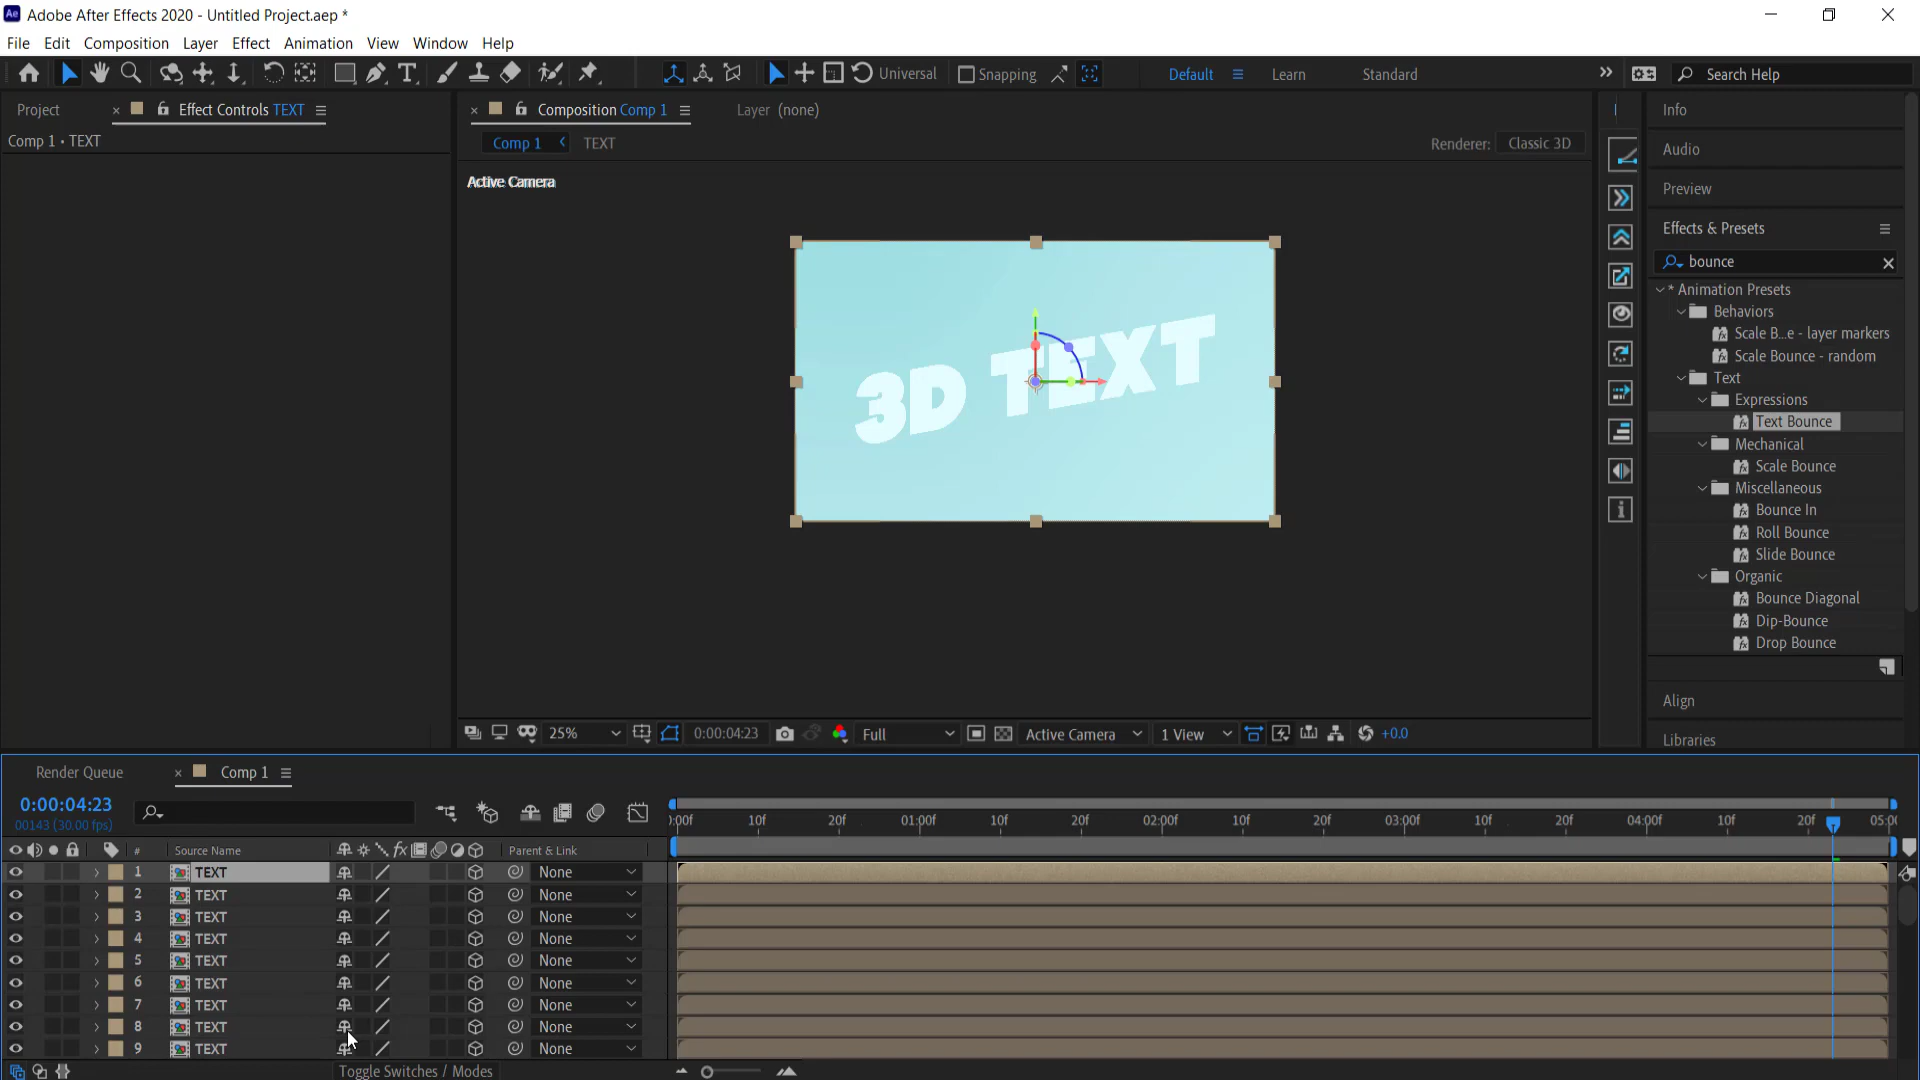 Adobe After Effects 2020 - Untitled Project.aep *
File Edit Composition Layer Effect Animation View Window Help
Universal Snapping Default Learn Standard Search Help
Project Effect Controls TEXT Composition Comp 1 Layer (none)
Comp 1 • TEXT
Comp 1 TEXT Renderer: Classic 3D
Active Camera
3D TEXT
Info
Audio
Preview
Effects & Presets
bounce
* Animation Presets
Behaviors
Scale B...e - layer markers
Scale Bounce - random
Text
Expressions
Text Bounce
Mechanical
Scale Bounce
Miscellaneous
Bounce In
Roll Bounce
Slide Bounce
Organic
Bounce Diagonal
Dip-Bounce
Drop Bounce
Align
Libraries
25% 0:00:04:23 Full Active Camera 1 View +0.0
Render Queue Comp 1
0:00:04:23
00143 (30.00 fps)
):00f 10f 20f 01:00f 10f 20f 02:00f 10f 20f 03:00f 10f 20f 04:00f 10f 20f 05:00
# Source Name Parent & Link
1 TEXT None
2 TEXT None
3 TEXT None
4 TEXT None
5 TEXT None
6 TEXT None
7 TEXT None
8 TEXT None
9 TEXT None
Toggle Switches / Modes